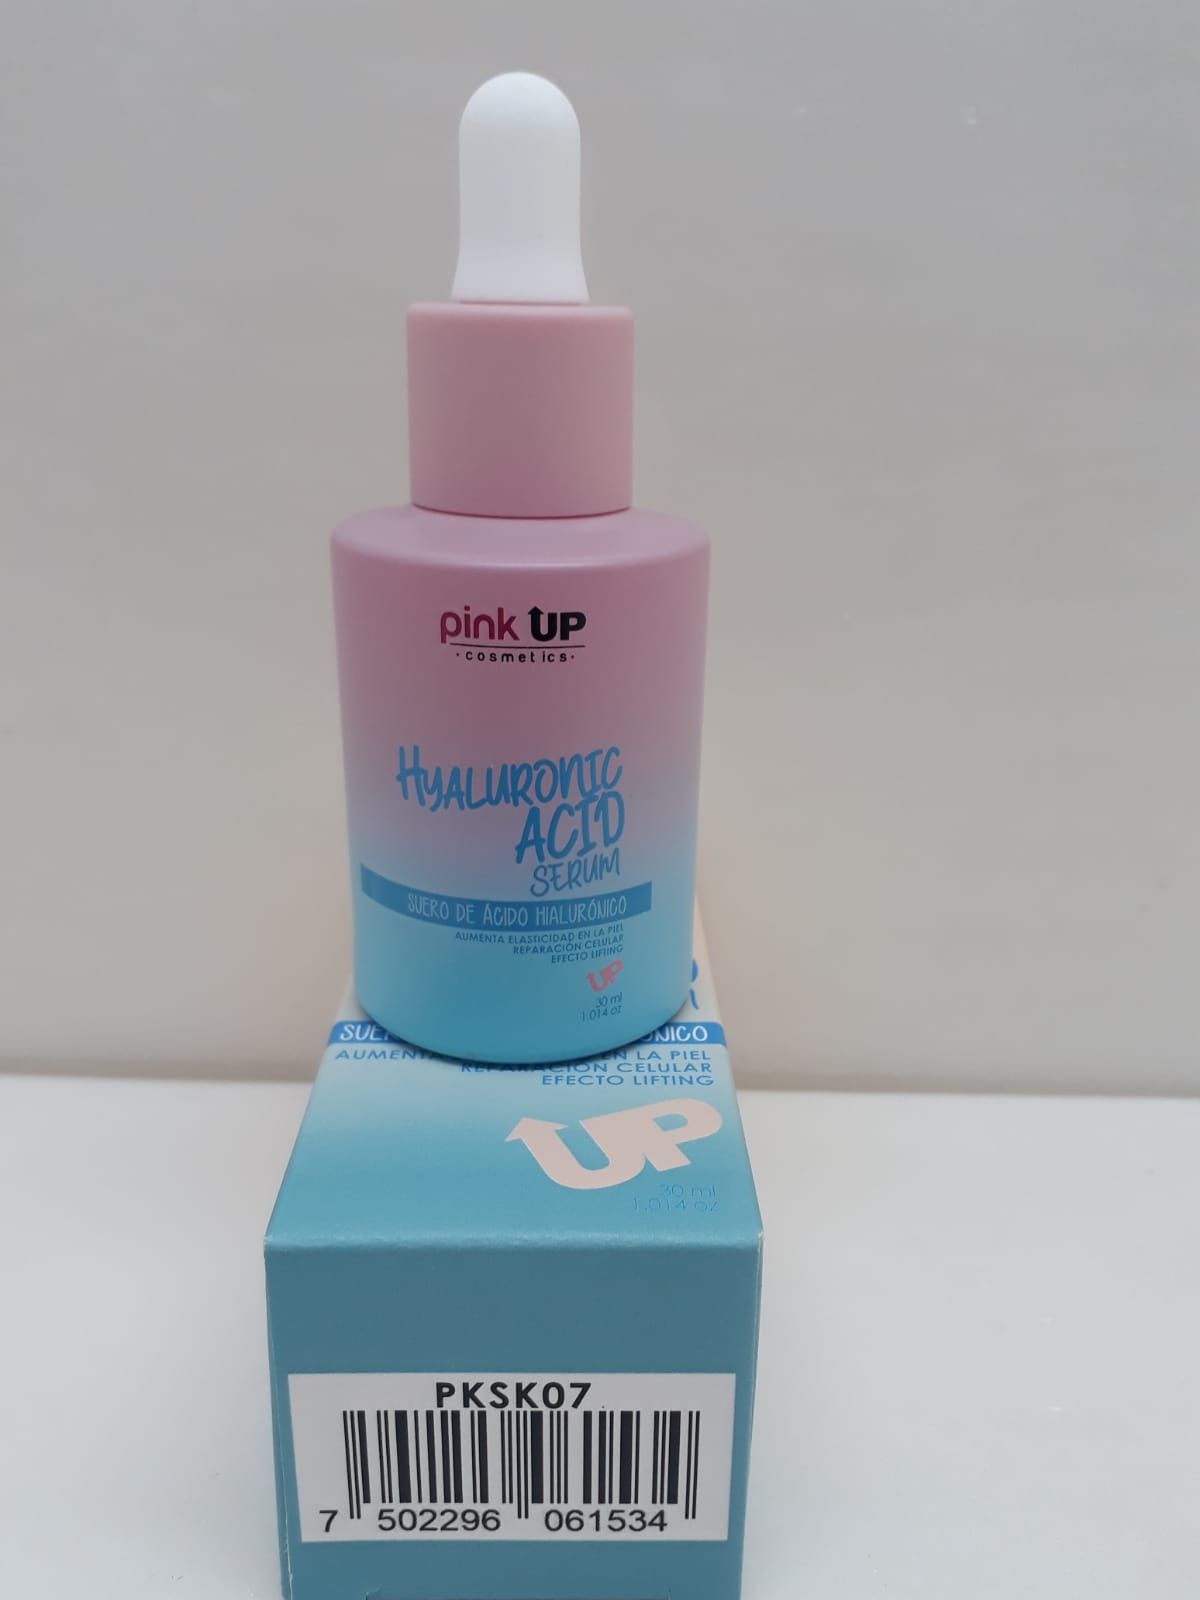 pink UP
·cosmetics·
HYALURONIC
ACID
SERUM
SUERO DE ÁCIDO HIALURÓNICO
AUMENTA ELASTICIDAD EN LA PIEL
REPARACIÓN CELULAR
EFECTO LIFTING
UP
30 ml
1.014 oz
AUMENTA EN LA PIEL
REPARACIÓN CELULAR
EFECTO LIFTING
UP
30 ml
1.014 oz
PKSK07
7 502296 061534